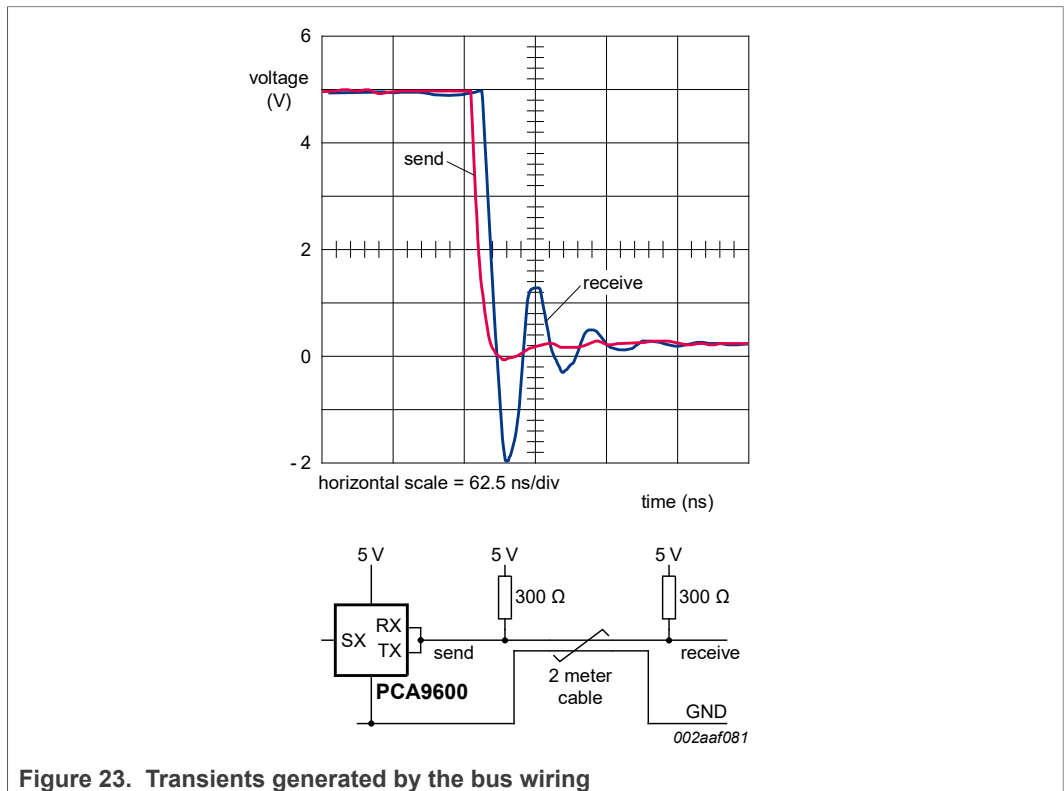 6
voltage
(V)
4
send
2
receive
0
- 2
horizontal scale = 62.5 ns/div
time (ns)
5 V
5 V
5 V
300 Ω
300 Ω
SX
RX
TX
send
receive
2 meter
cable
PCA9600
GND
002aaf081
Figure 23. Transients generated by the bus wiring